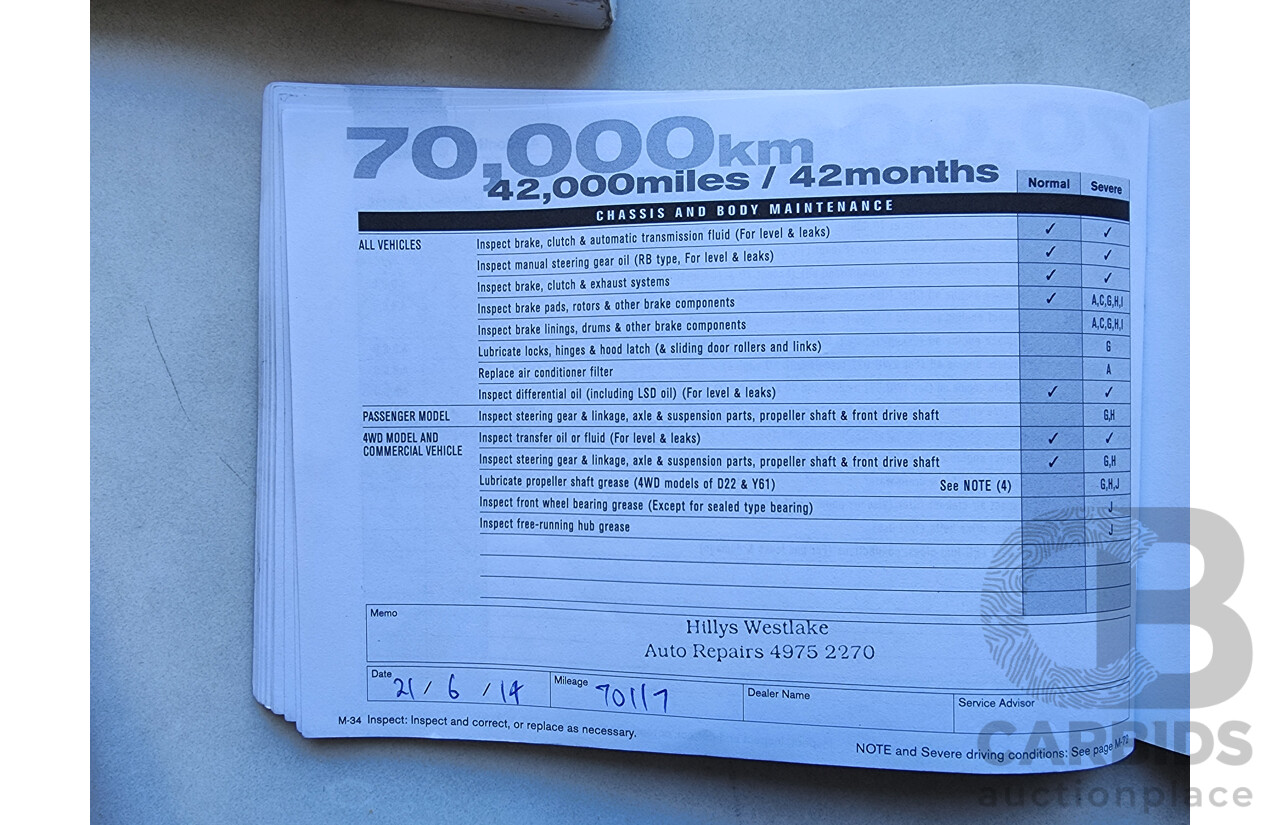 70,000km
42,000miles / 42months
Normal Severe
CHASSIS AND BODY MAINTENANCE
ALL VEHICLES Inspect brake, clutch & automatic transmission fluid (For level & leaks) ✓ ✓
Inspect manual steering gear oil (RB type, For level & leaks) ✓ ✓
Inspect brake, clutch & exhaust systems ✓ ✓
Inspect brake pads, rotors & other brake components ✓ A,C,G,H,I
Inspect brake linings, drums & other brake components A,C,G,H,I
Lubricate locks, hinges & hood latch (& sliding door rollers and links) G
Replace air conditioner filter A
Inspect differential oil (including LSD oil) (For level & leaks) ✓ ✓
PASSENGER MODEL Inspect steering gear & linkage, axle & suspension parts, propeller shaft & front drive shaft G,H
4WD MODEL AND Inspect transfer oil or fluid (For level & leaks) ✓ ✓
COMMERCIAL VEHICLE Inspect steering gear & linkage, axle & suspension parts, propeller shaft & front drive shaft ✓ G,H
Lubricate propeller shaft grease (4WD models of D22 & Y61) See NOTE (4) G,H,J
Inspect front wheel bearing grease (Except for sealed type bearing) J
Inspect free-running hub grease J
Memo
Hillys Westlake
Auto Repairs 4975 2270
Date 21 / 6 / 14 Mileage 70117 Dealer Name Service Advisor
M-34 Inspect: Inspect and correct, or replace as necessary.
NOTE and Severe driving conditions: See page M-72
CARBIDS
auctionplace